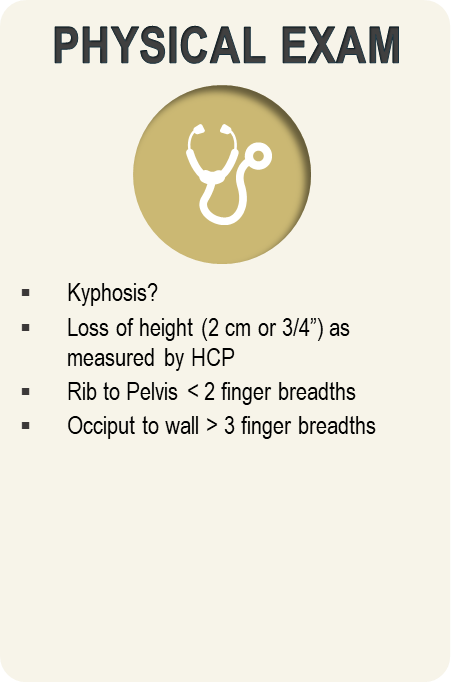 PHYSICAL EXAM
▪ Kyphosis?
▪ Loss of height (2 cm or 3/4”) as
measured by HCP
▪ Rib to Pelvis < 2 finger breadths
▪ Occiput to wall > 3 finger breadths